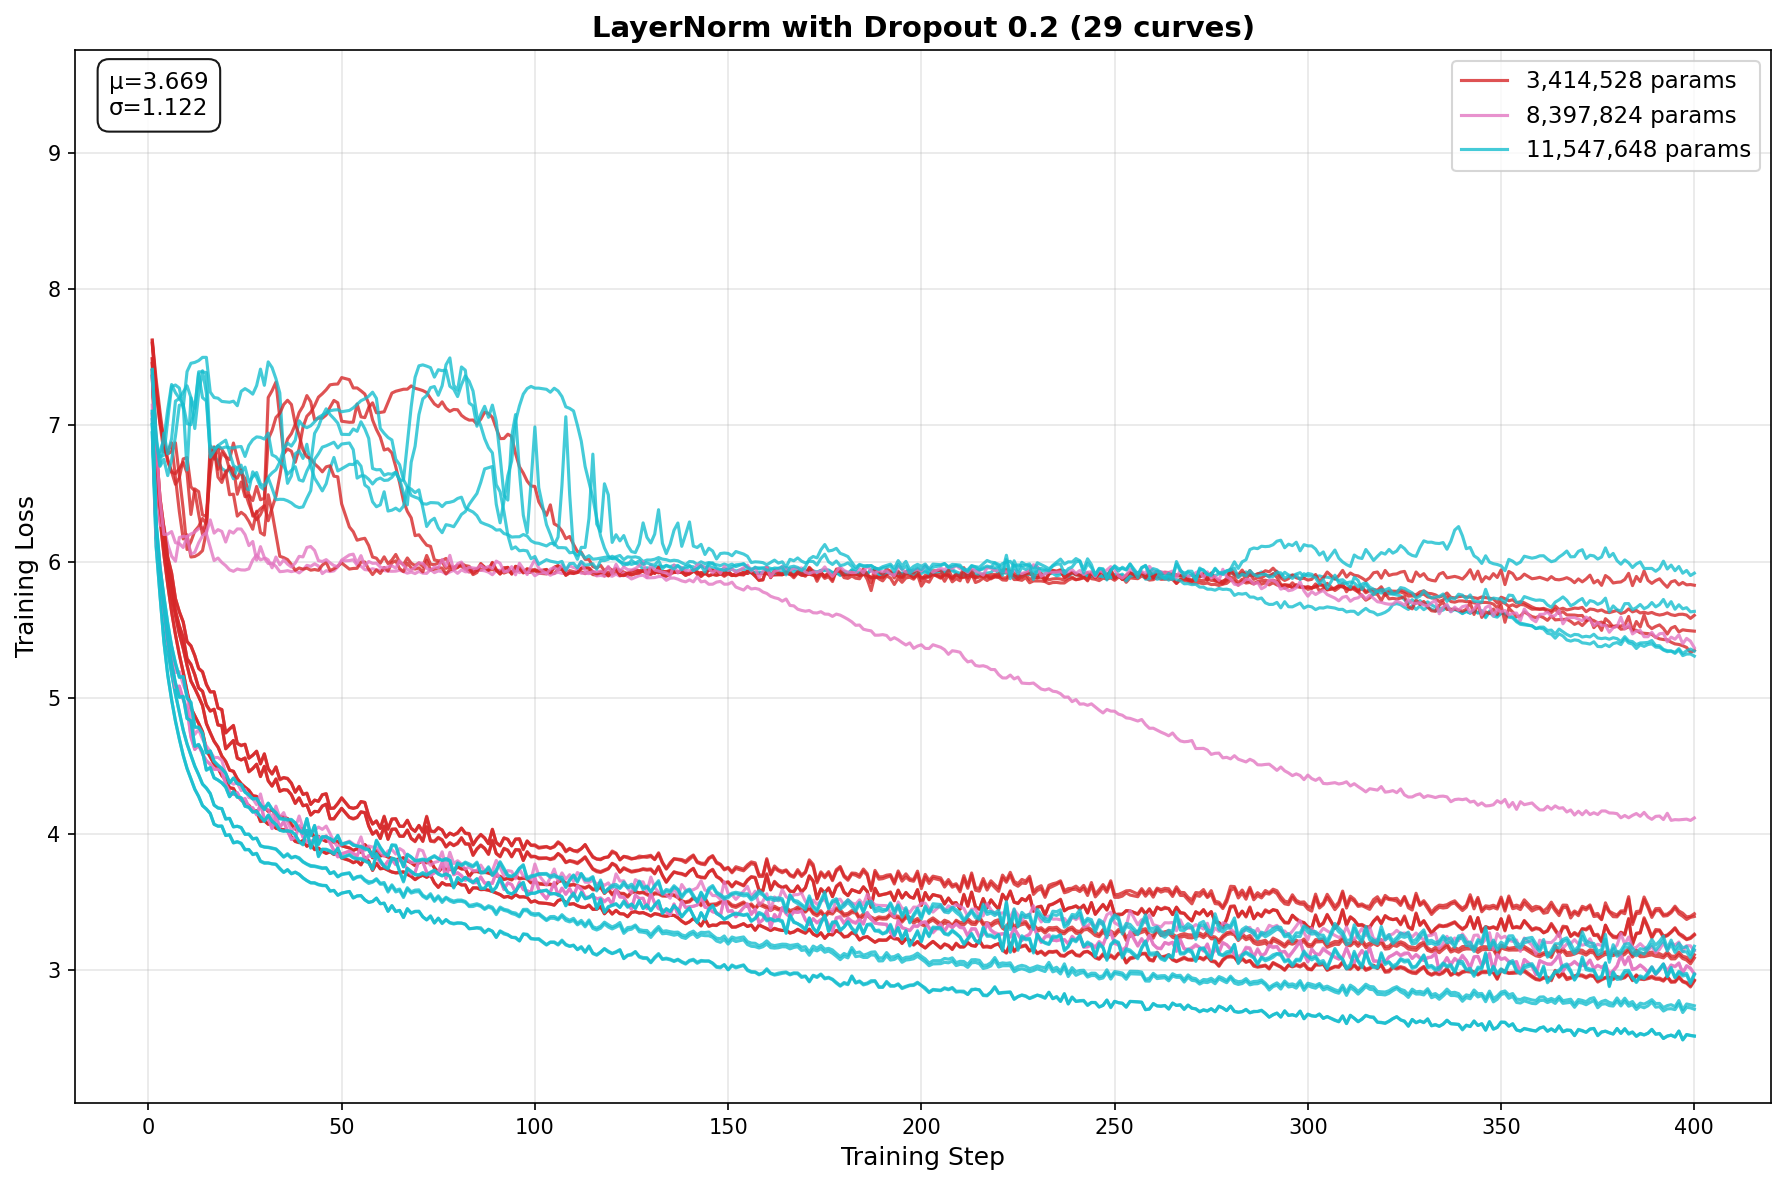 LayerNorm with Dropout 0.2 (29 curves)
μ=3.669
σ=1.122
3,414,528 params
8,397,824 params
11,547,648 params
Training Loss
9
8
7
6
5
4
3
0 50 100 150 200 250 300 350 400
Training Step